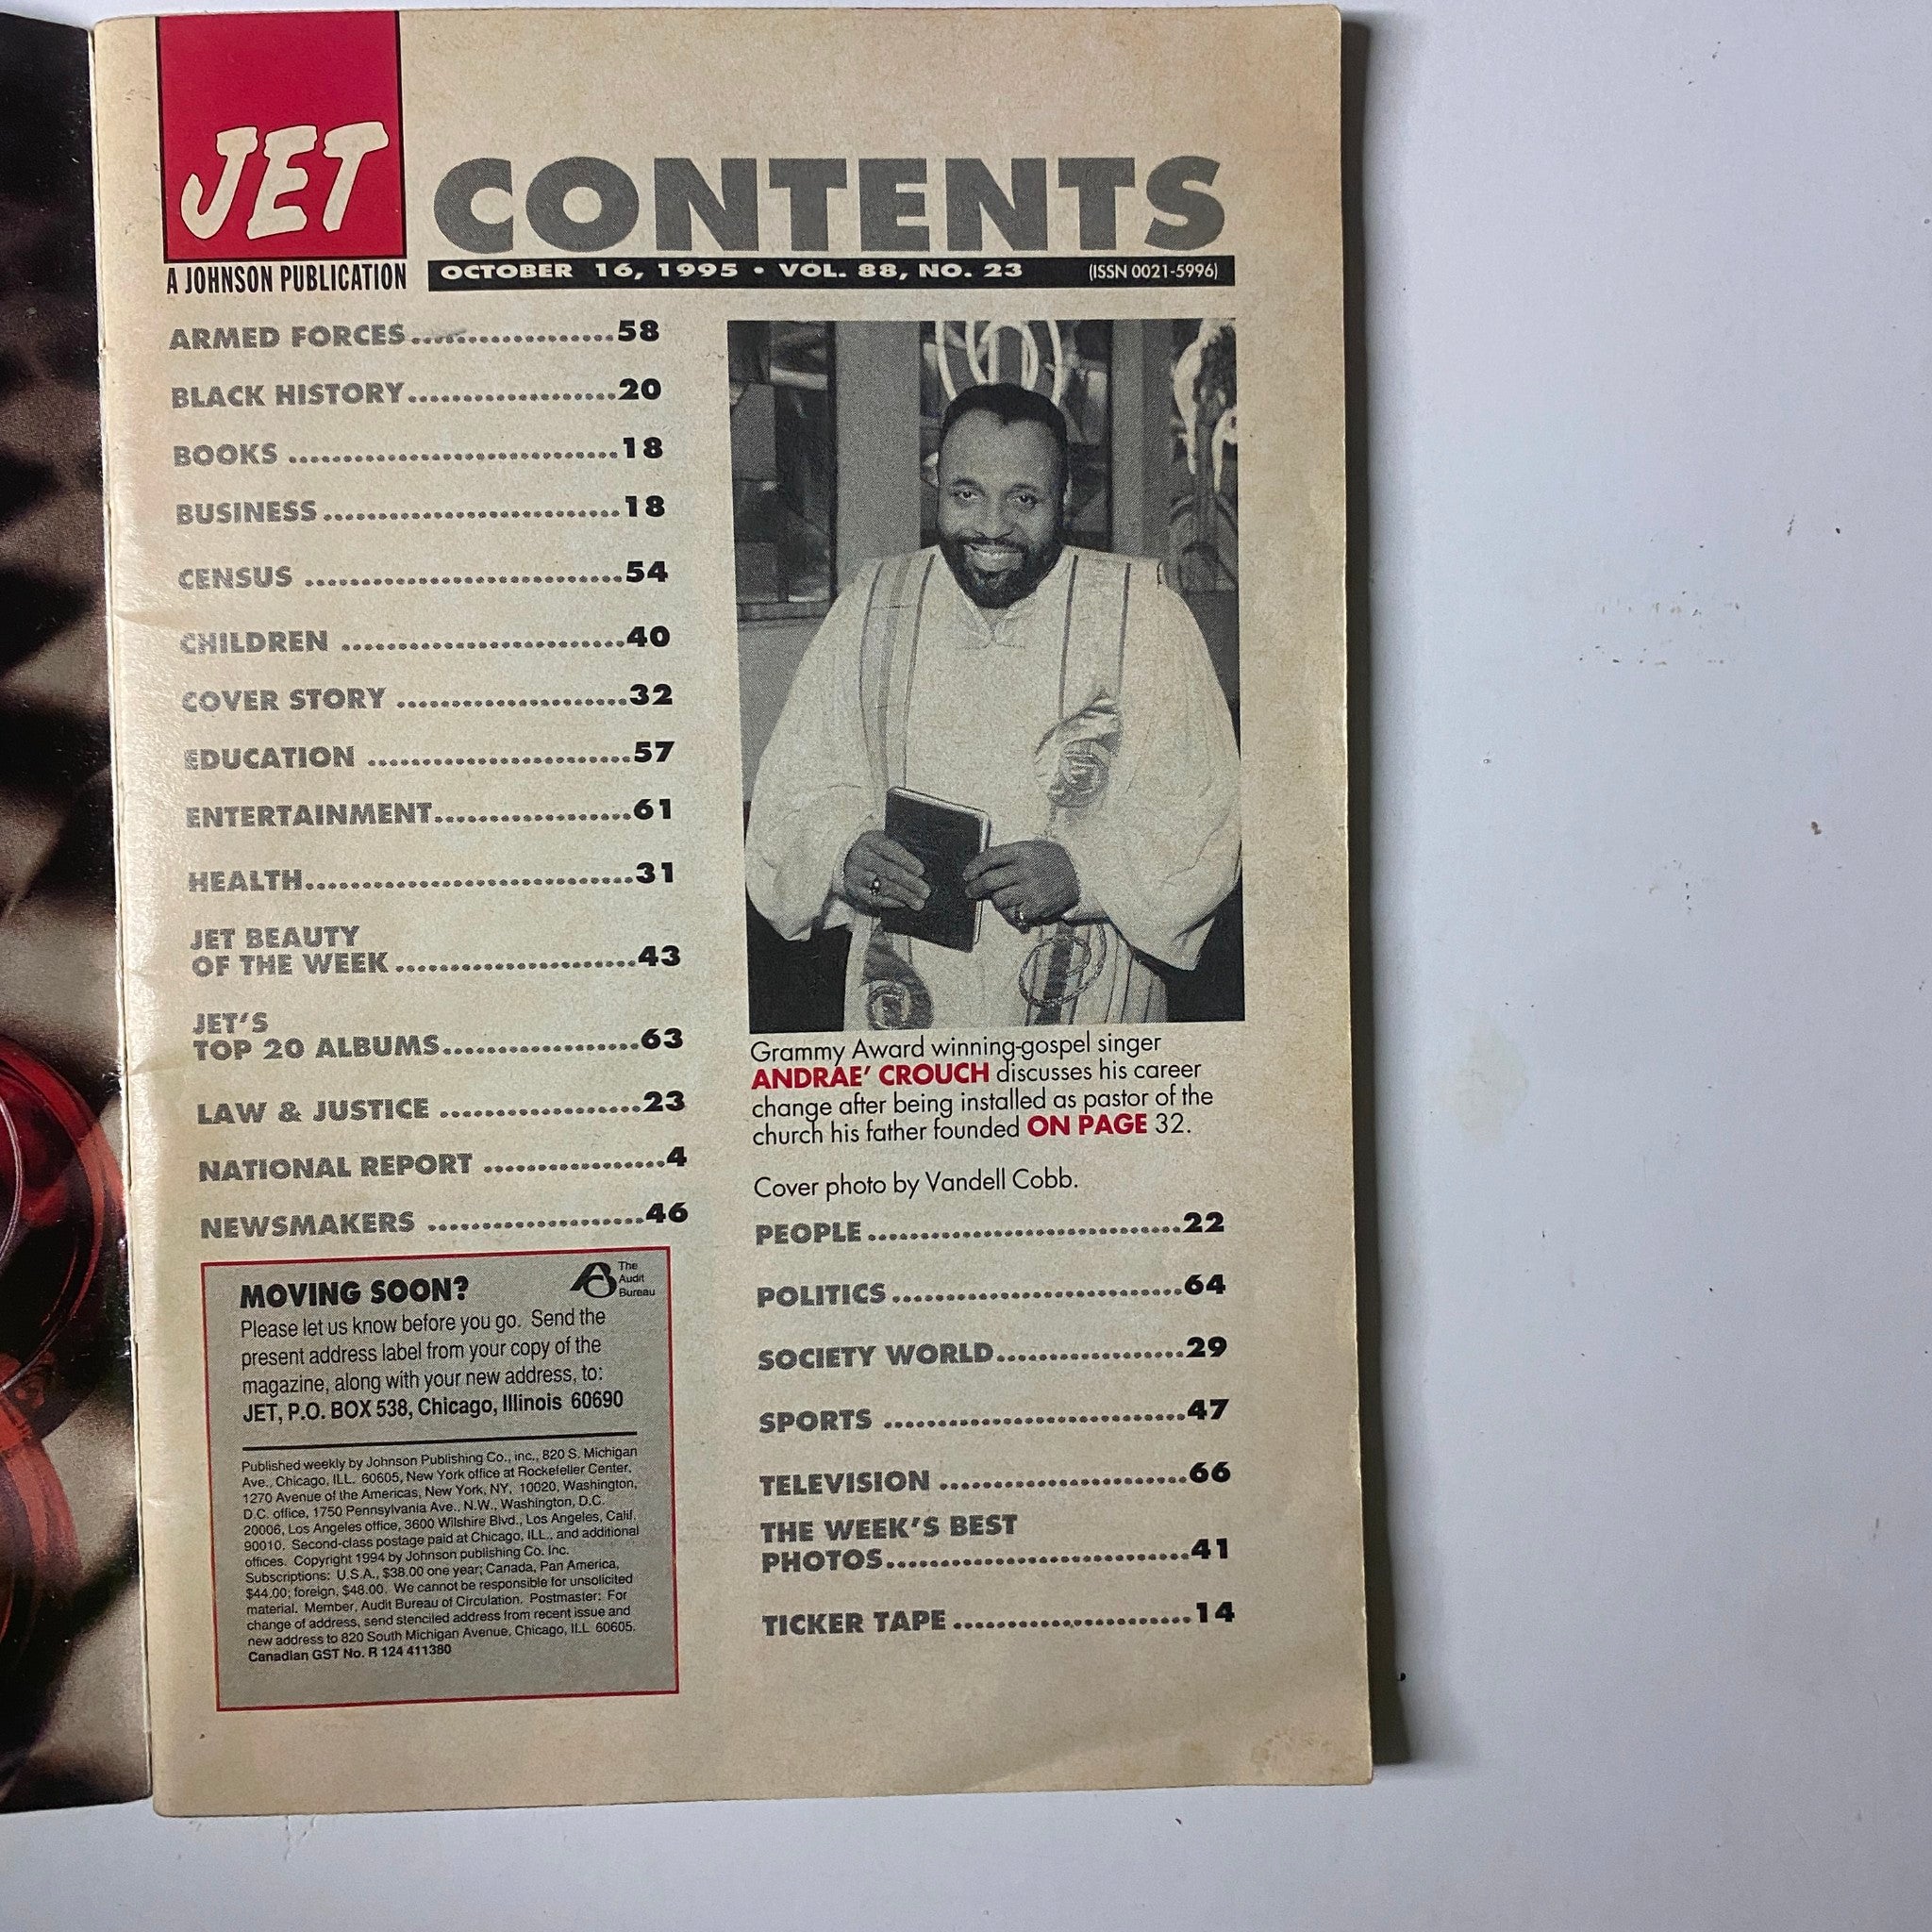 JET
A JOHNSON PUBLICATION
CONTENTS
OCTOBER 16, 1995 • VOL. 88, NO. 23 (ISSN 0021-5996)
ARMED FORCES...................58
BLACK HISTORY...................20
BOOKS ..............................18
BUSINESS...........................18
CENSUS .............................54
CHILDREN ..........................40
COVER STORY .....................32
EDUCATION ........................57
ENTERTAINMENT..................61
HEALTH..............................31
JET BEAUTY
OF THE WEEK......................43
JET'S
TOP 20 ALBUMS..................63
LAW & JUSTICE ...................23
NATIONAL REPORT .................4
NEWSMAKERS ....................46
MOVING SOON?
The
Audit
Bureau
Please let us know before you go. Send the
present address label from your copy of the
magazine, along with your new address, to:
JET, P.O. BOX 538, Chicago, Illinois 60690
Published weekly by Johnson Publishing Co., inc., 820 S. Michigan
Ave., Chicago, ILL. 60605, New York office at Rockefeller Center,
1270 Avenue of the Americas, New York, NY, 10020, Washington,
D.C. office, 1750 Pennsylvania Ave., N.W., Washington, D.C.
20006, Los Angeles office, 3600 Wilshire Blvd., Los Angeles, Calif.
90010. Second-class postage paid at Chicago, ILL., and additional
offices. Copyright 1994 by Johnson publishing Co. Inc.
Subscriptions: U.S.A., $38.00 one year; Canada, Pan America,
$44.00; foreign, $48.00. We cannot be responsible for unsolicited
material. Member, Audit Bureau of Circulation. Postmaster: For
change of address, send stenciled address from recent issue and
new address to 820 South Michigan Avenue, Chicago, ILL 60605.
Canadian GST No. R 124 411380
Grammy Award winning-gospel singer
ANDRAE' CROUCH discusses his career
change after being installed as pastor of the
church his father founded ON PAGE 32.
Cover photo by Vandell Cobb.
PEOPLE.............................22
POLITICS...........................64
SOCIETY WORLD.................29
SPORTS ............................47
TELEVISION .......................66
THE WEEK'S BEST
PHOTOS............................41
TICKER TAPE......................14